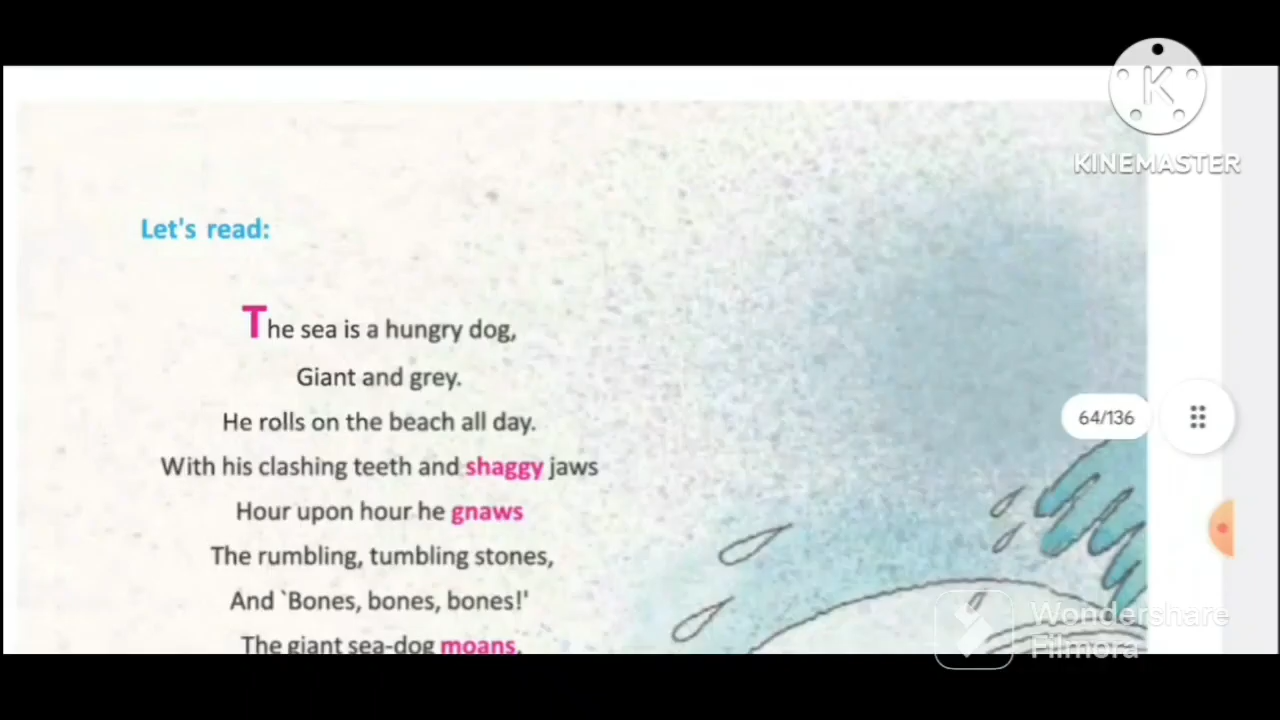 KINEMASTER
Let's read:
The sea is a hungry dog,
Giant and grey.
He rolls on the beach all day.
With his clashing teeth and shaggy jaws
Hour upon hour he gnaws
The rumbling, tumbling stones,
And `Bones, bones, bones!'
The giant sea-dog moans,
64/136
Wondershare
Filmora